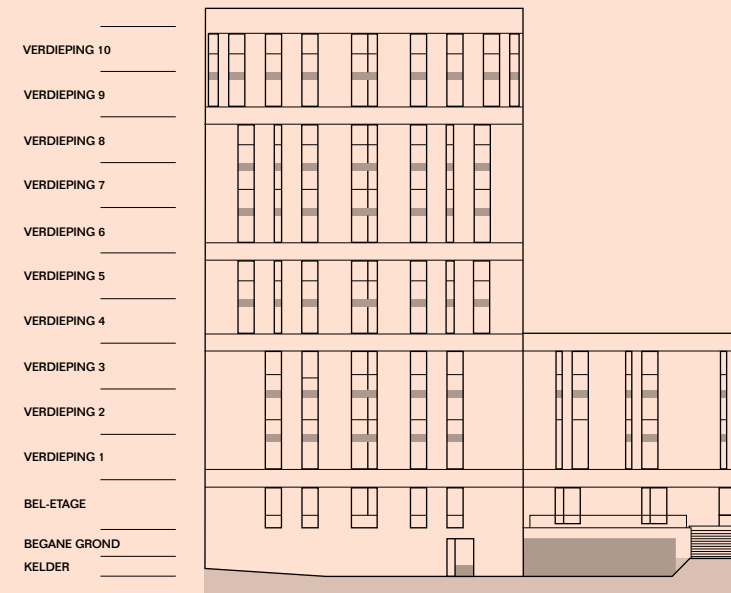 VERDIEPING 10
VERDIEPING 9
VERDIEPING 8
VERDIEPING 7
VERDIEPING 6
VERDIEPING 5
VERDIEPING 4
VERDIEPING 3
VERDIEPING 2
VERDIEPING 1
BEL-ETAGE
BEGANE GROND
KELDER